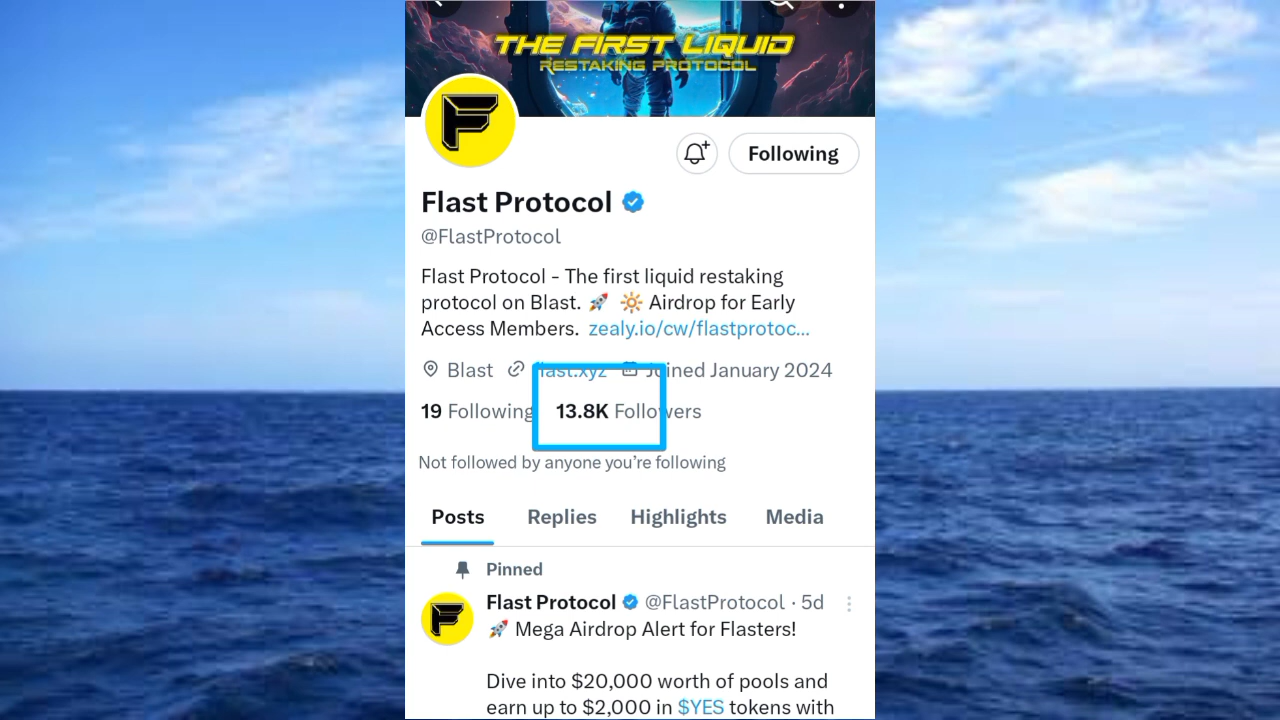 THE FIRST LIQUID
RESTAKING PROTOCOL
F
Following
Flast Protocol
@FlastProtocol
Flast Protocol - The first liquid restaking
protocol on Blast. 🚀 🔆 Airdrop for Early
Access Members. zealy.io/cw/flastprotoc...
Blast flast.xyz Joined January 2024
19 Following 13.8K Followers
Not followed by anyone you're following
Posts Replies Highlights Media
Pinned
F
Flast Protocol @FlastProtocol · 5d
🚀 Mega Airdrop Alert for Flasters!
Dive into $20,000 worth of pools and
earn up to $2,000 in $YES tokens with